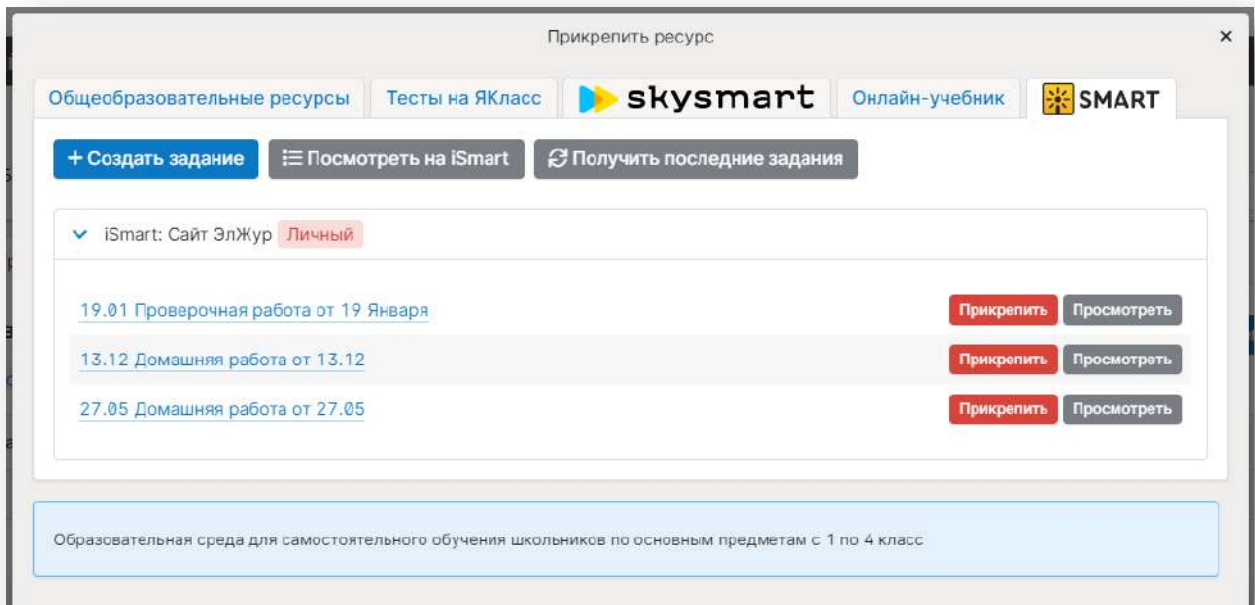 Прикрепить ресурс ×
Общеобразовательные ресурсы Тесты на ЯКласс skysmart Онлайн-учебник SMART
+ Создать задание Посмотреть на iSmart Получить последние задания
iSmart: Сайт ЭлЖур Личный
19.01 Проверочная работа от 19 Января Прикрепить Просмотреть
13.12 Домашняя работа от 13.12 Прикрепить Просмотреть
27.05 Домашняя работа от 27.05 Прикрепить Просмотреть
Образовательная среда для самостоятельного обучения школьников по основным предметам с 1 по 4 класс